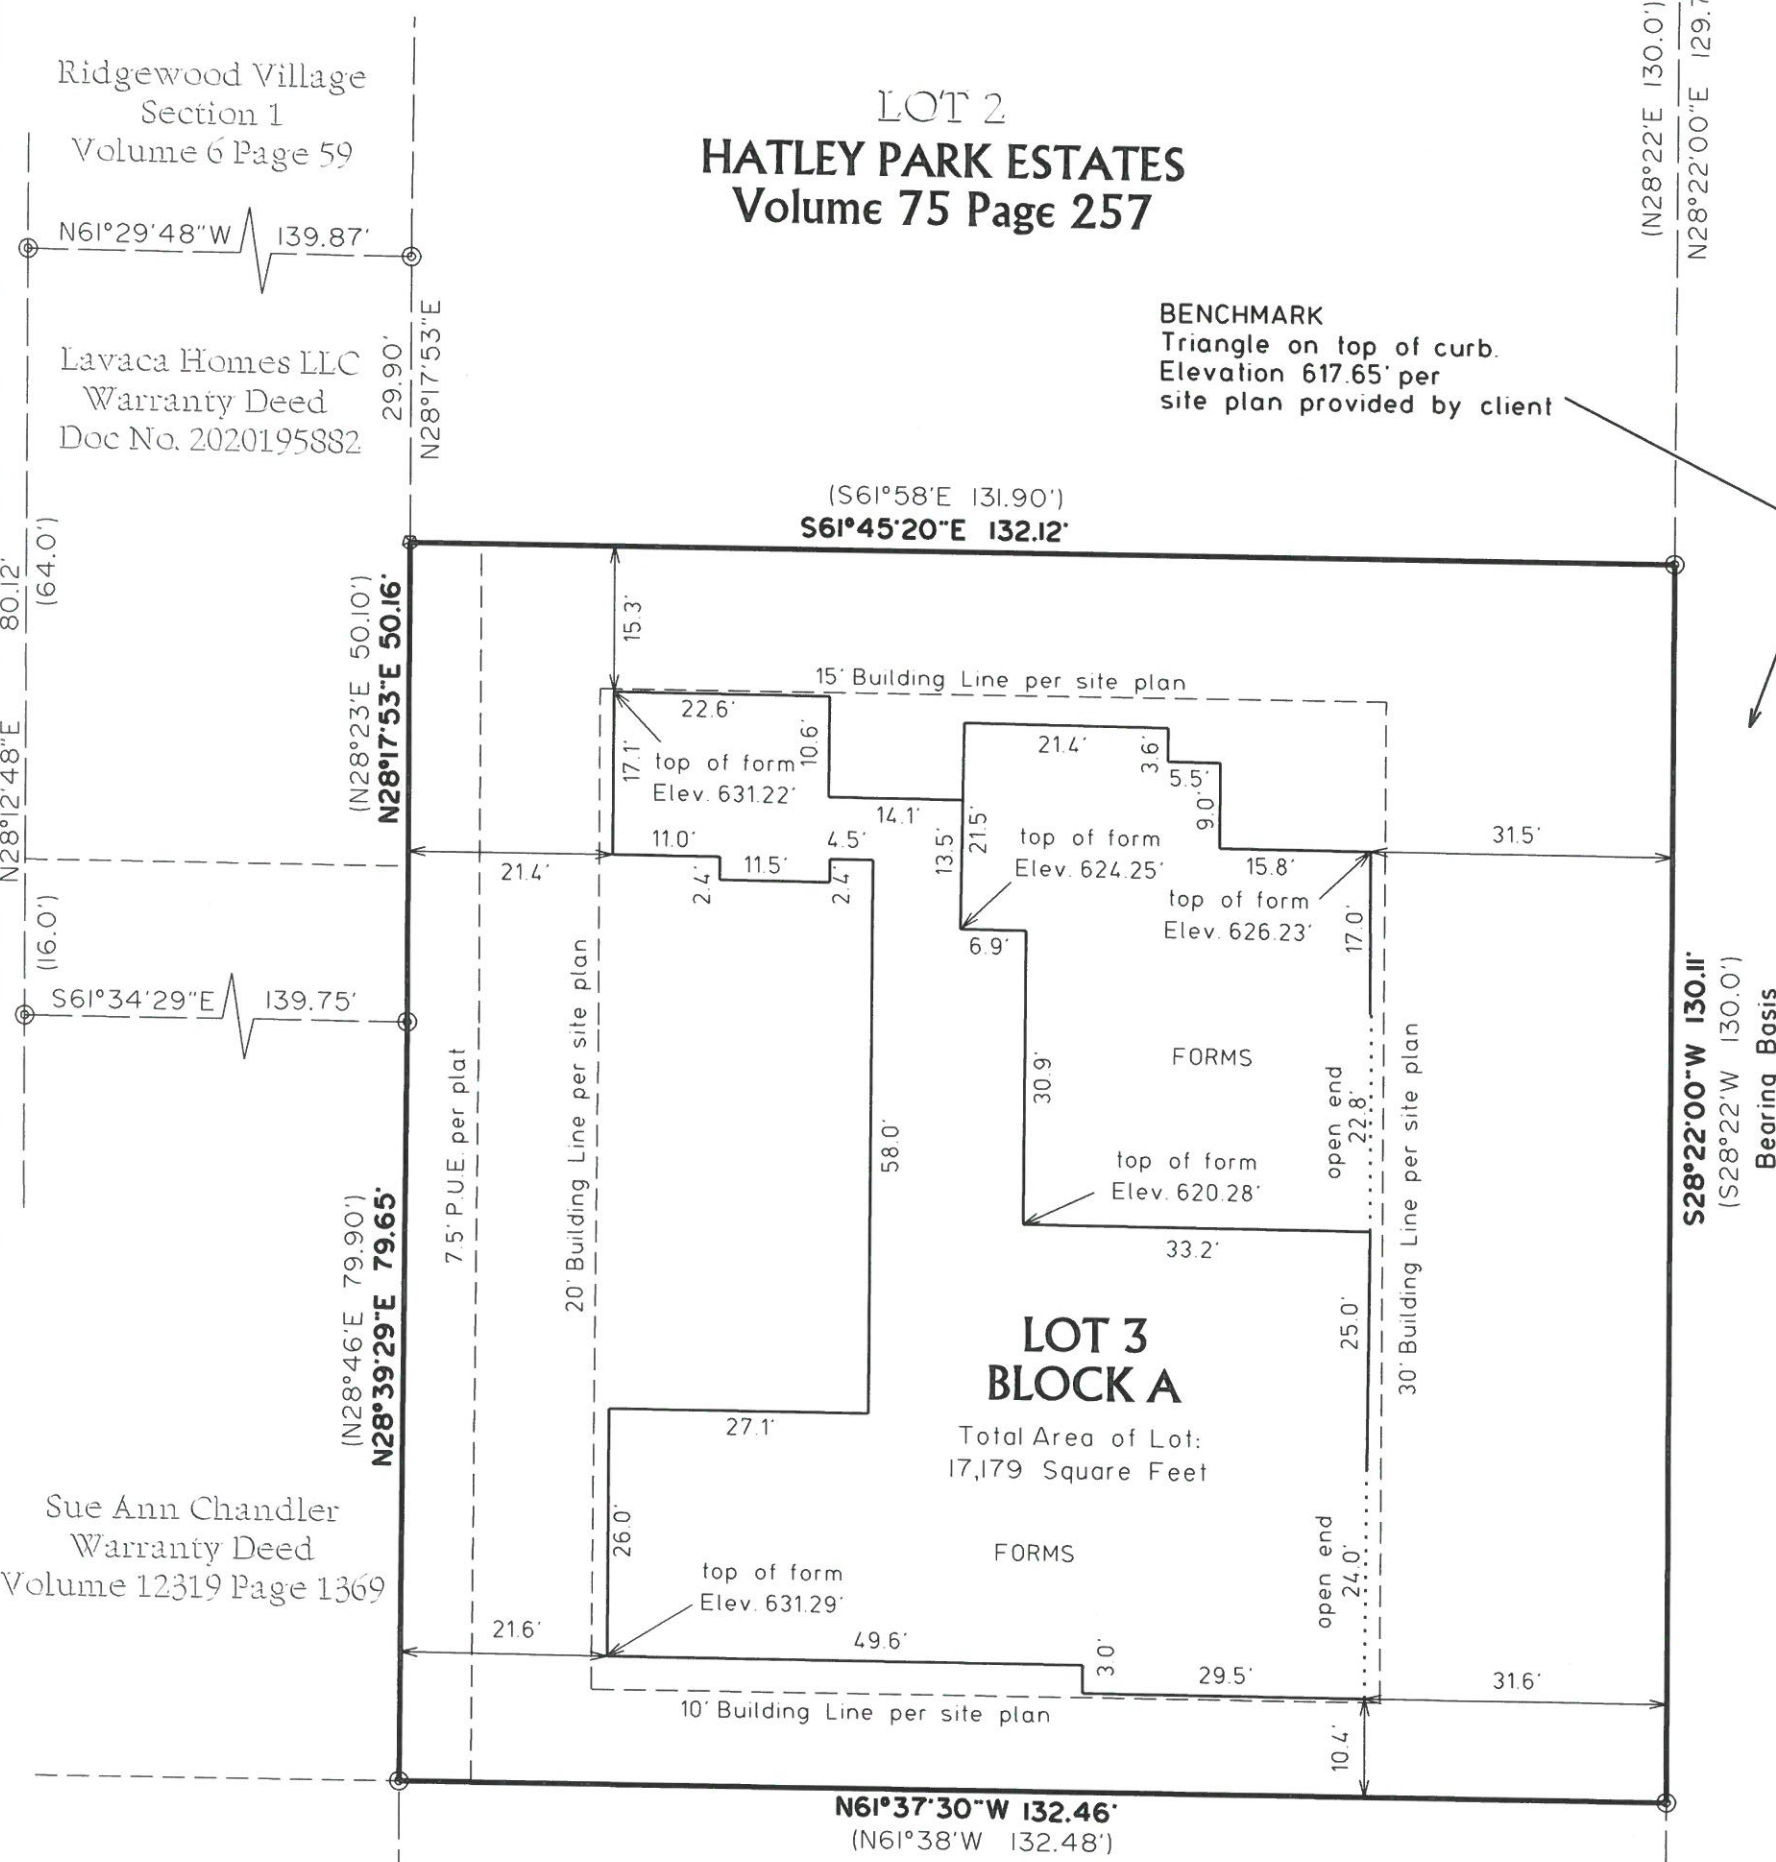 Ridgewood Village
Section 1
Volume 6 Page 59
N61°29'48"W 139.87'
Lavaca Homes LLC
Warranty Deed
Doc No. 2020195882
29.90'
N28°17'53"E
LOT 2
HATLEY PARK ESTATES
Volume 75 Page 257
(N28°22'E 130.0')
N28°22'00"E 129.7
BENCHMARK
Triangle on top of curb.
Elevation 617.65' per
site plan provided by client
(S61°58'E 131.90')
S61°45'20"E 132.12'
80.12'
(64.0')
N28°12'48"E
(16.0')
(N28°23'E 50.10')
N28°17'53"E 50.16'
15.3'
15' Building Line per site plan
22.6'
17.1'
10.6'
top of form
Elev. 631.22'
14.1'
21.4'
3.6'
5.5'
9.0'
15.8'
31.5'
11.0'
2.4'
11.5'
4.5'
2.4'
21.4'
13.5'
21.5'
top of form
Elev. 624.25'
top of form
Elev. 626.23'
6.9'
17.0'
S61°34'29"E 139.75'
7.5' P.U.E. per plat
20' Building Line per site plan
58.0'
30.9'
FORMS
open end
22.8'
30' Building Line per site plan
S28°22'00"W 130.11'
(S28°22'W 130.0')
Bearing Basis
top of form
Elev. 620.28'
33.2'
25.0'
LOT 3
BLOCK A
Total Area of Lot:
17,179 Square Feet
(N28°46'E 79.90')
N28°39'29"E 79.65'
27.1'
26.0'
Sue Ann Chandler
Warranty Deed
Volume 12319 Page 1369
FORMS
open end
24.0'
top of form
Elev. 631.29'
21.6'
49.6'
3.0'
29.5'
31.6'
10' Building Line per site plan
10.4'
N61°37'30"W 132.46'
(N61°38'W 132.48')